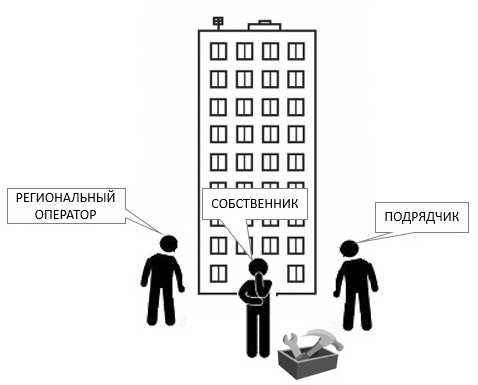 РЕГИОНАЛЬНЫЙ
ОПЕРАТОР
СОБСТВЕННИК
ПОДРЯДЧИК